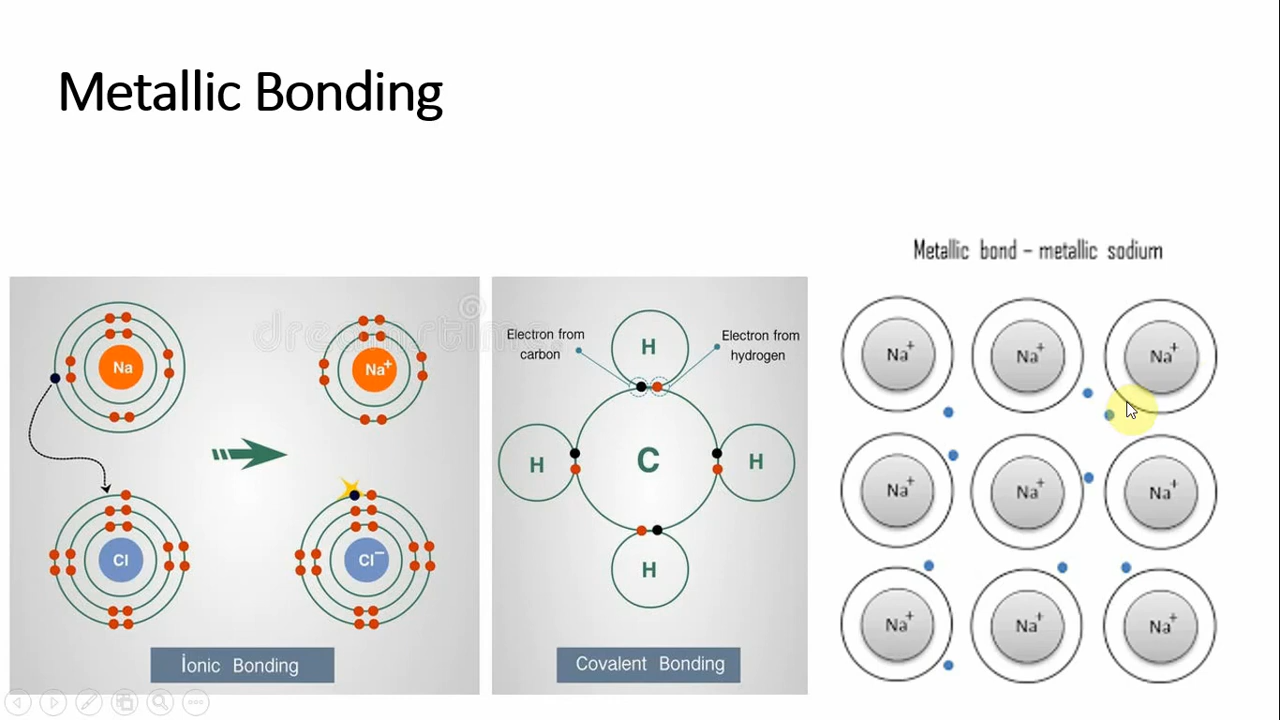 Metallic Bonding
Metallic bond – metallic sodium
dreamstime
Na
Na+
Cl
Cl−
İonic Bonding
Electron from
carbon
Electron from
hydrogen
H
H
C
H
H
Covalent Bonding
Na+ Na+ Na+
Na+ Na+ Na+
Na+ Na+ Na+